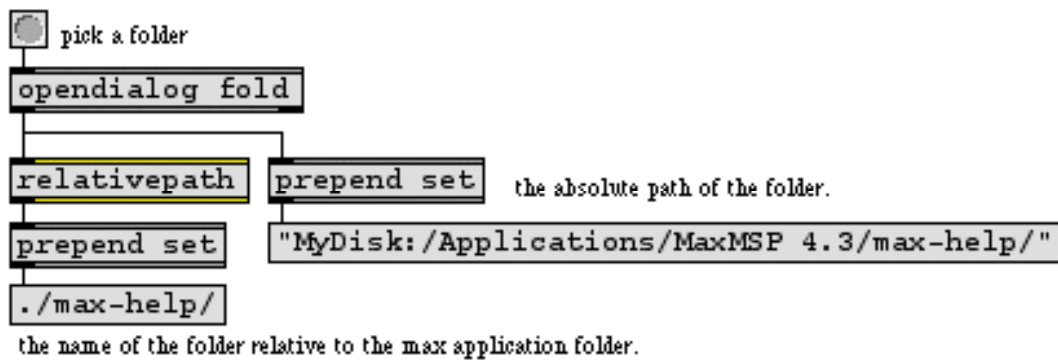 pick a folder
opendialog fold
relativepath
prepend set
the absolute path of the folder.
prepend set
"MyDisk:/Applications/MaxMSP 4.3/max-help/"
./max-help/
the name of the folder relative to the max application folder.